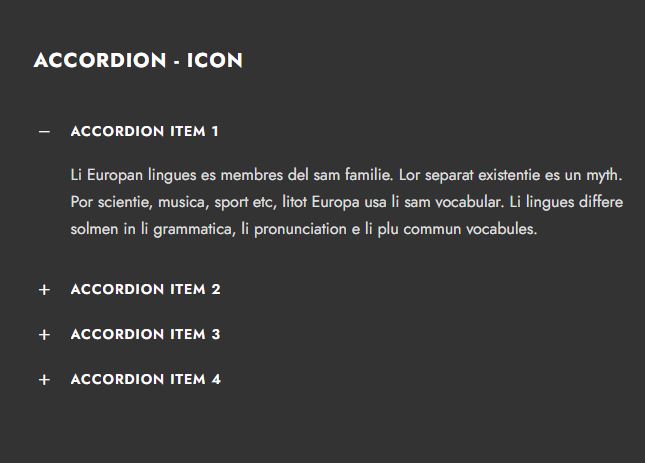 ACCORDION - ICON
ACCORDION ITEM 1
Li Europan lingues es membres del sam familie. Lor separat existentie es un myth.
Por scientie, musica, sport etc, litot Europa usa li sam vocabular. Li lingues differe
solmen in li grammatica, li pronunciation e li plu commun vocabules.
ACCORDION ITEM 2
ACCORDION ITEM 3
ACCORDION ITEM 4